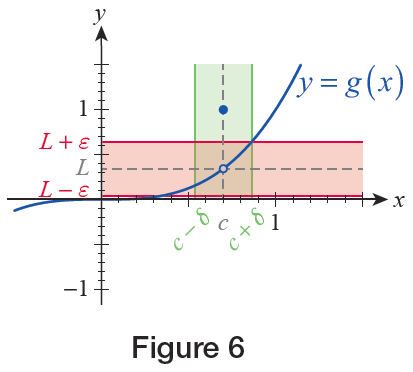 y
y = g(x)
1
L + ε
L
L − ε
x
c − δ
c
c + δ
1
−1
Figure 6